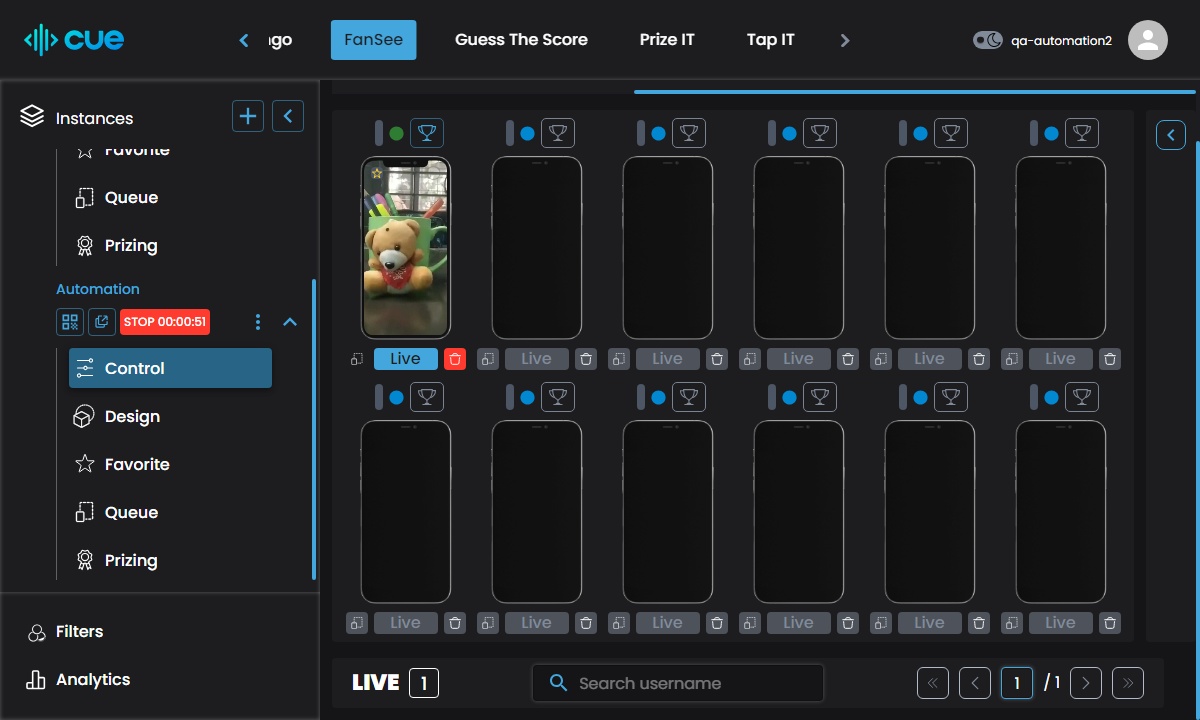 cue
FanSee
Guess The Score
Prize IT
Tap IT
qa-automation2
Instances
Favorite
Queue
Prizing
Automation
STOP 00:00:51
Control
Design
Favorite
Queue
Prizing
Filters
Analytics
Live Live Live Live Live Live
Live Live Live Live Live Live
LIVE 1
Search username
1 / 1